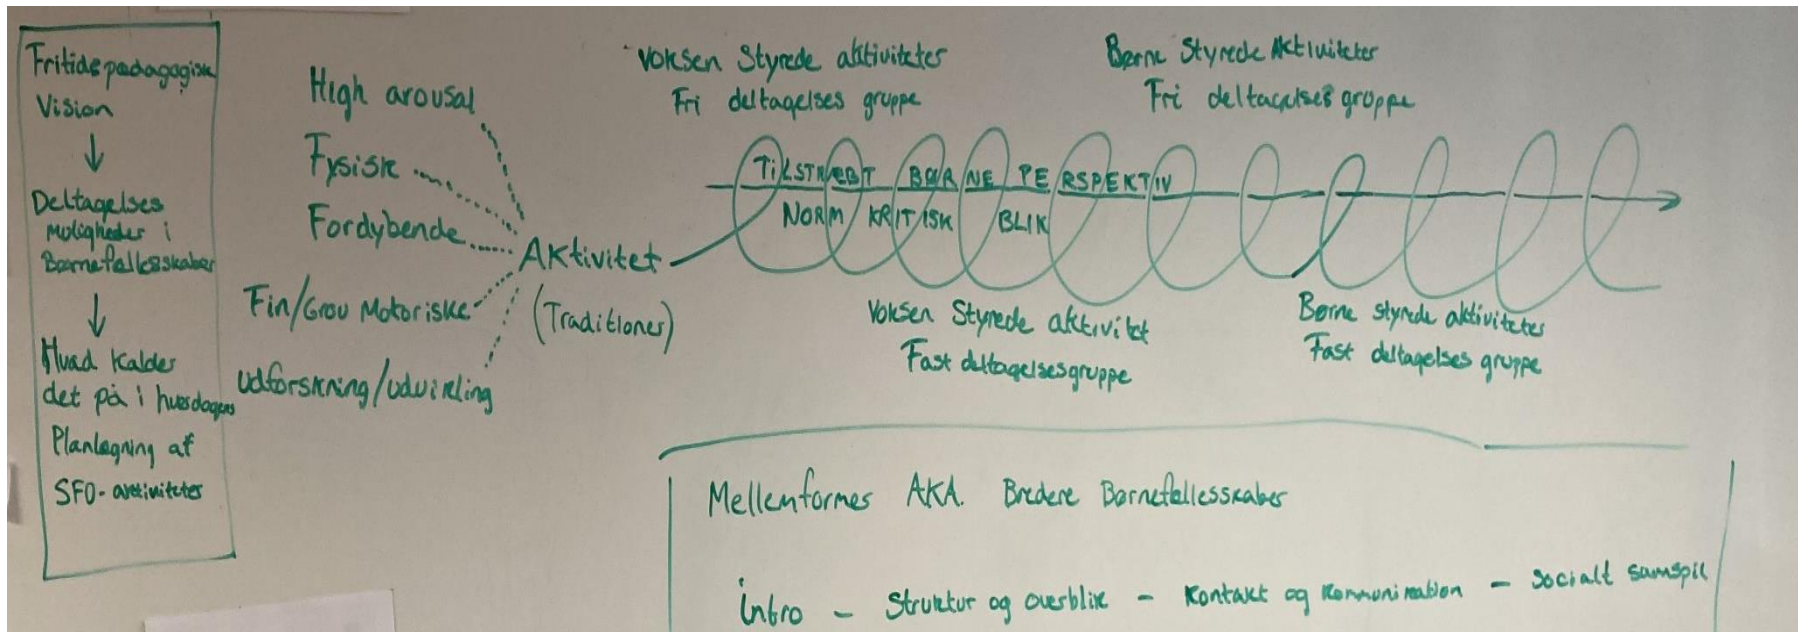 Fritidspædagogisk
Vision
Deltagelses
muligheder i
Børnefællesskaber
Hvad kalder
det på i hverdagens
Planlægning af
SFO-aktiviteter
High arousal
Fysisk
Fordybende
Fin/Grov Motoriske
Udforskning/udvikling
Aktivitet
(Traditioner)
Voksen Styrede aktiviteter
Fri deltagelses gruppe
Børne Styrede Aktiviteter
Fri deltagelses gruppe
TILSTRÆBT BØRNE PERSPEKTIV
NORM KRITISK BLIK
Voksen Styrede aktivitet
Fast deltagelsesgruppe
Børne styrede aktiviteter
Fast deltagelses gruppe
Mellemformer AKA. Bredere Børnefællesskaber
Intro – Struktur og overblik – Kontakt og kommunikation – Socialt samspil